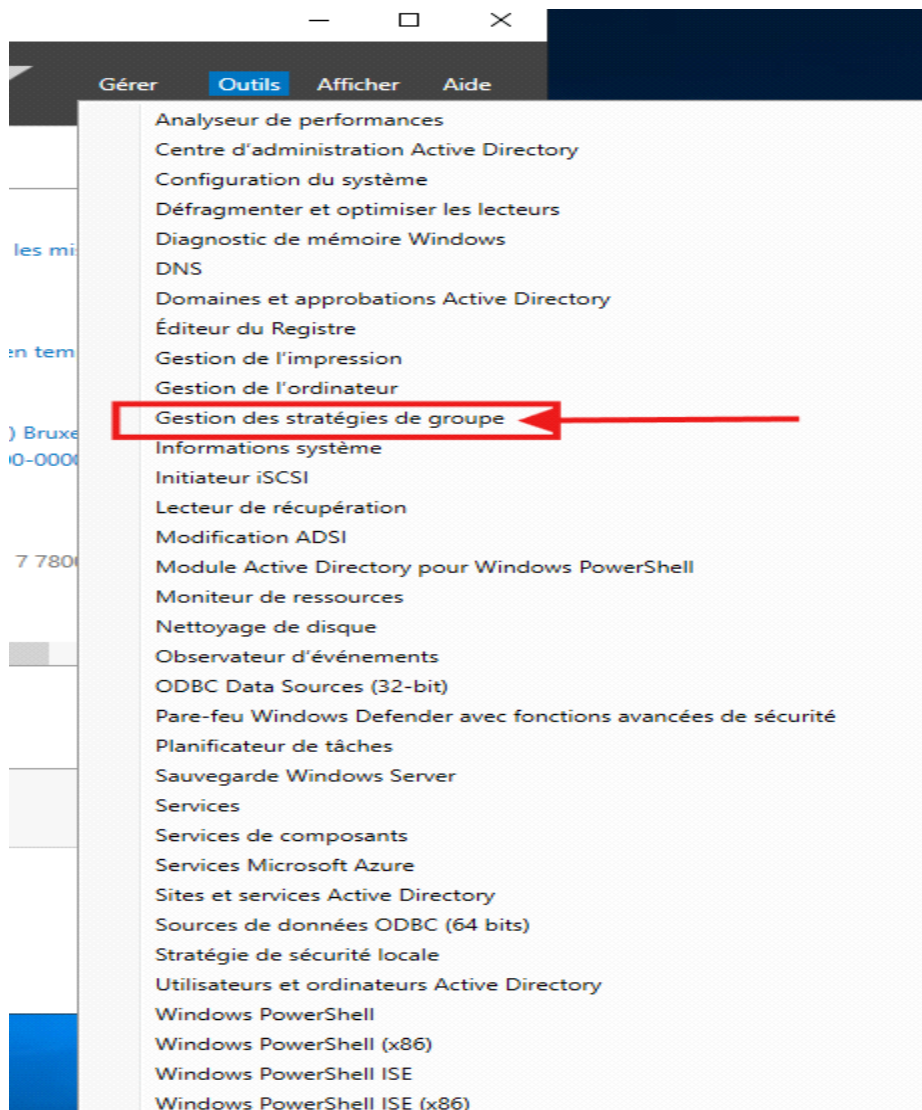 Gérer Outils Afficher Aide
Analyseur de performances
Centre d'administration Active Directory
Configuration du système
Défragmenter et optimiser les lecteurs
les mi
Diagnostic de mémoire Windows
DNS
Domaines et approbations Active Directory
Éditeur du Registre
en tem
Gestion de l'impression
Gestion de l'ordinateur
Gestion des stratégies de groupe
) Bruxe
Informations système
0-000
Initiateur iSCSI
Lecteur de récupération
Modification ADSI
7 780
Module Active Directory pour Windows PowerShell
Moniteur de ressources
Nettoyage de disque
Observateur d'événements
ODBC Data Sources (32-bit)
Pare-feu Windows Defender avec fonctions avancées de sécurité
Planificateur de tâches
Sauvegarde Windows Server
Services
Services de composants
Services Microsoft Azure
Sites et services Active Directory
Sources de données ODBC (64 bits)
Stratégie de sécurité locale
Utilisateurs et ordinateurs Active Directory
Windows PowerShell
Windows PowerShell (x86)
Windows PowerShell ISE
Windows PowerShell ISE (x86)